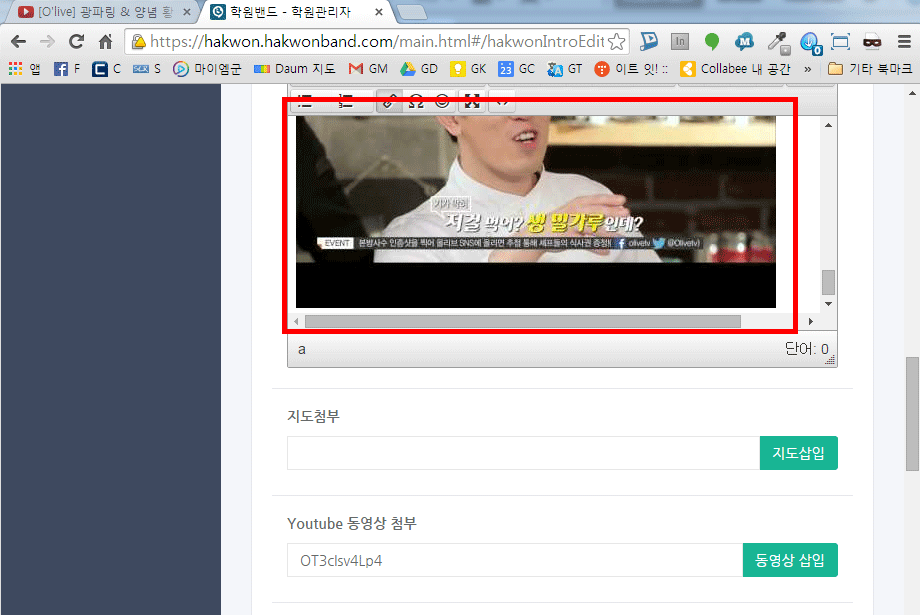 [O'live] 광파링 & 양념 황
학원밴드 - 학원관리자
https://hakwon.hakwonband.com/main.html#/hakwonIntroEdit
앱 F C S 마이엠군 Daum 지도 GM GD GK GC GT 이트 잇! :: Collabee 내 공간 » 기타 북마크
기가 막혀
저걸 먹어? 생 밀가루인데?
EVENT 본방사수 인증샷을 찍어 올리브 SNS에 올리면 추첨 통해 셰프들의 식사권 증정! olivetv @Olivetv)
a 단어: 0
지도첨부
지도삽입
Youtube 동영상 첨부
OT3clsv4Lp4 동영상 삽입